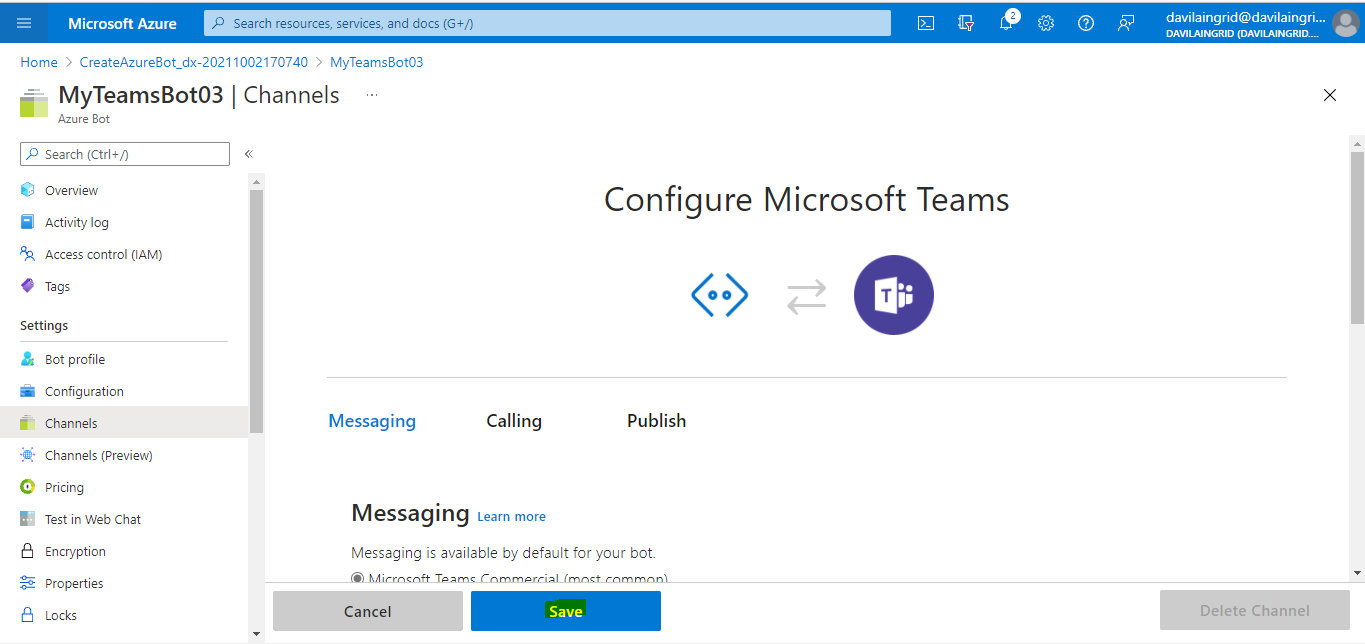 Microsoft Azure
Search resources, services, and docs (G+/)
2
davilaingrid@davilaingri...
DAVILAINGRID (DAVILAINGRID....
Home > CreateAzureBot_dx-20211002170740 > MyTeamsBot03
MyTeamsBot03 | Channels ...
Azure Bot
Search (Ctrl+/)
«
Overview
Activity log
Access control (IAM)
Tags
Settings
Bot profile
Configuration
Channels
Channels (Preview)
Pricing
Test in Web Chat
Encryption
Properties
Locks
Configure Microsoft Teams
T
Messaging Calling Publish
Messaging Learn more
Messaging is available by default for your bot.
Microsoft Teams Commercial (most common)
Cancel Save Delete Channel